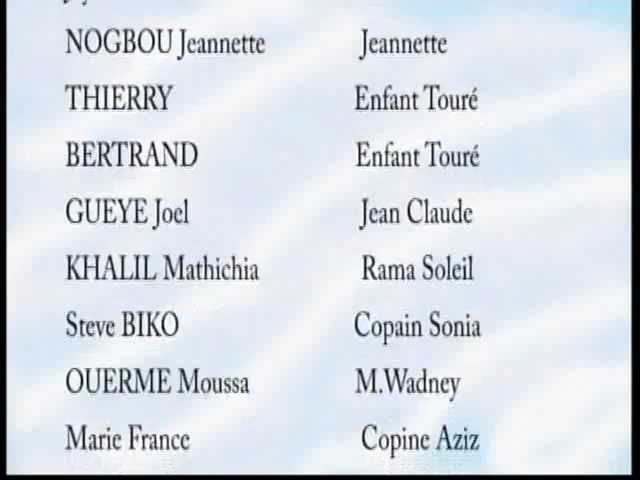 NOGBOU Jeannette Jeannette
THIERRY Enfant Touré
BERTRAND Enfant Touré
GUEYE Joel Jean Claude
KHALIL Mathichia Rama Soleil
Steve BIKO Copain Sonia
OUERME Moussa M.Wadney
Marie France Copine Aziz